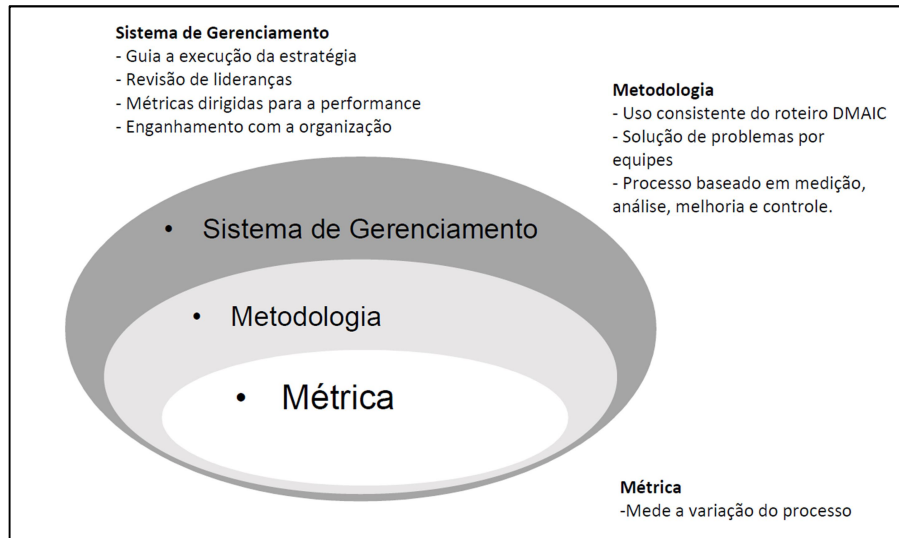 Sistema de Gerenciamento
- Guia a execução da estratégia
- Revisão de lideranças
- Métricas dirigidas para a performance
- Enganhamento com a organização
Metodologia
- Uso consistente do roteiro DMAIC
- Solução de problemas por
equipes
- Processo baseado em medição,
análise, melhoria e controle.
• Sistema de Gerenciamento
• Metodologia
• Métrica
Métrica
-Mede a variação do processo